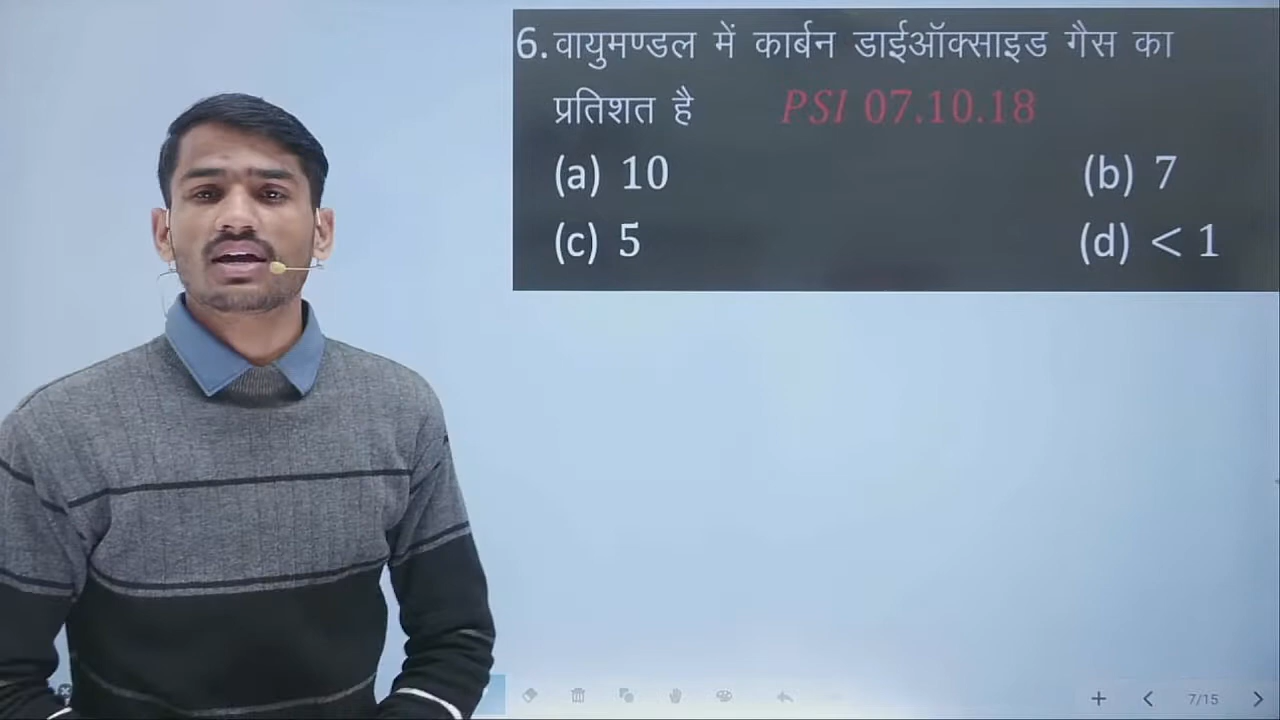 6. वायुमण्डल में कार्बन डाईऑक्साइड गैस का
प्रतिशत है PSI 07.10.18
(a) 10 (b) 7
(c) 5 (d) < 1
7/15